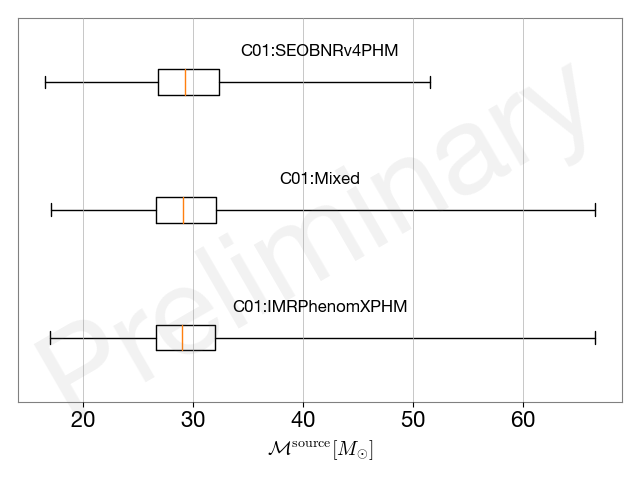 C01:SEOBNRv4PHM
C01:Mixed
C01:IMRPhenomXPHM
Preliminary
20 30 40 50 60
ℳ^source[M_⊙]